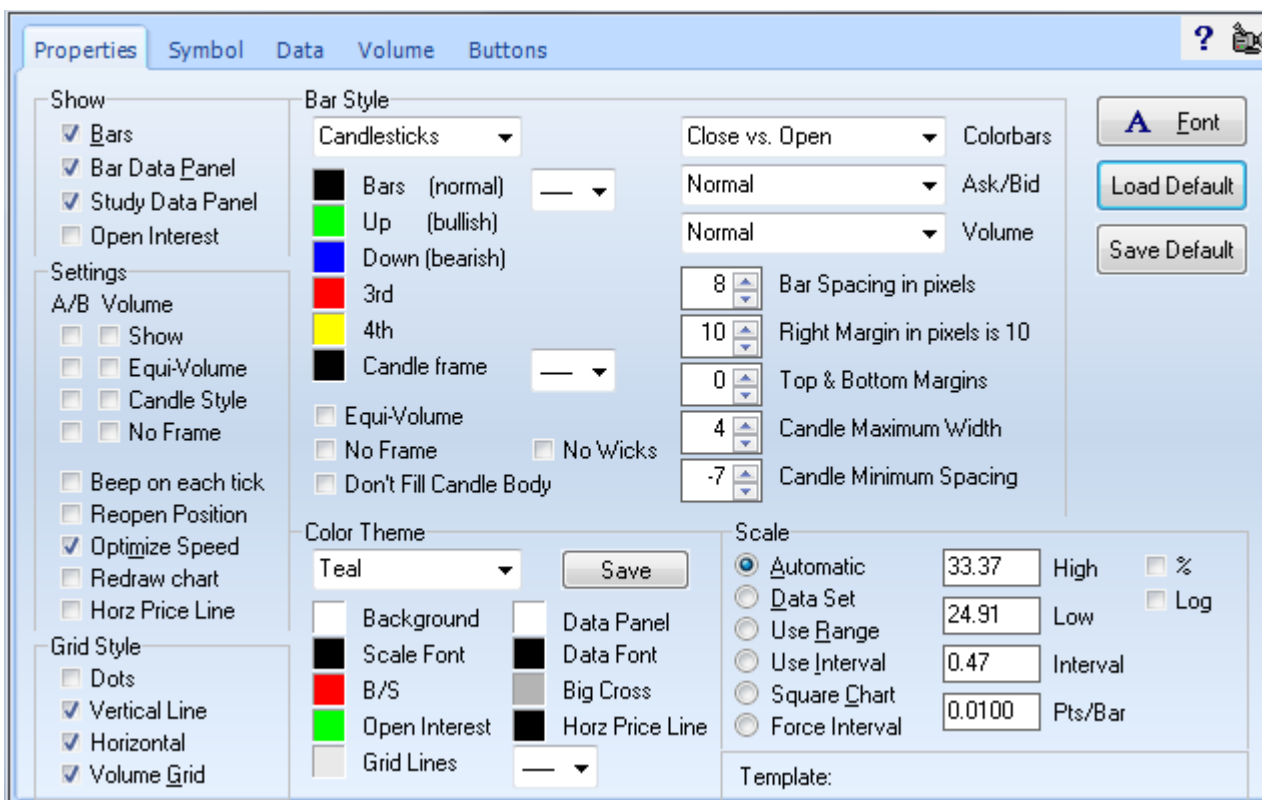 Properties Symbol Data Volume Buttons ?
Show
Bars
Bar Data Panel
Study Data Panel
Open Interest
Settings
A/B Volume
Show
Equi-Volume
Candle Style
No Frame
Beep on each tick
Reopen Position
Optimize Speed
Redraw chart
Horz Price Line
Grid Style
Dots
Vertical Line
Horizontal
Volume Grid
Bar Style
Candlesticks
Bars (normal)
Up (bullish)
Down (bearish)
3rd
4th
Candle frame
Equi-Volume
No Frame No Wicks
Don't Fill Candle Body
Close vs. Open Colorbars
Normal Ask/Bid
Normal Volume
8 Bar Spacing in pixels
10 Right Margin in pixels is 10
0 Top & Bottom Margins
4 Candle Maximum Width
-7 Candle Minimum Spacing
A Font
Load Default
Save Default
Color Theme
Teal Save
Background Data Panel
Scale Font Data Font
B/S Big Cross
Open Interest Horz Price Line
Grid Lines
Scale
Automatic
Data Set
Use Range
Use Interval
Square Chart
Force Interval
33.37 High %
24.91 Low Log
0.47 Interval
0.0100 Pts/Bar
Template: